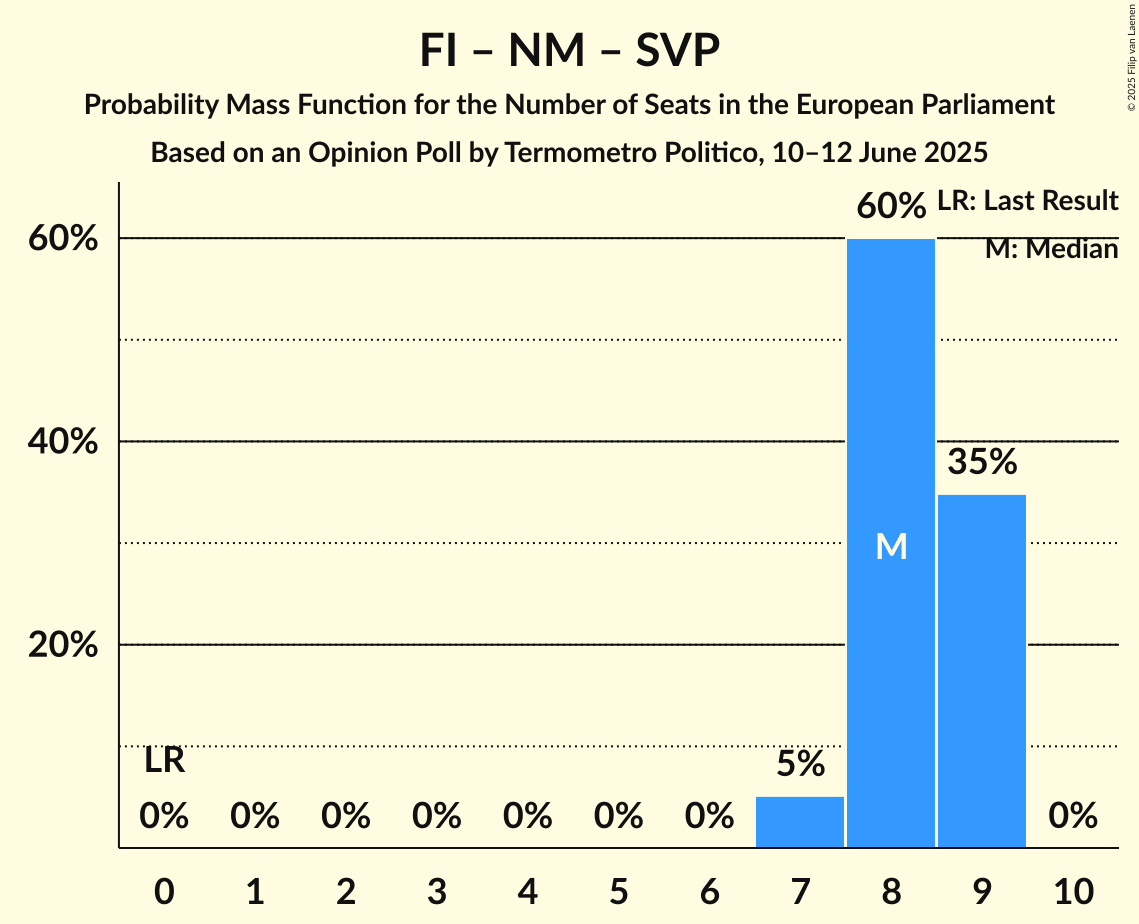 FI – NM – SVP
Probability Mass Function for the Number of Seats in the European Parliament
Based on an Opinion Poll by Termometro Politico, 10–12 June 2025
© 2025 Filip van Laenen
LR: Last Result
M: Median
60%
40%
20%
60%
35%
M
LR
5%
0% 0% 0% 0% 0% 0% 0% 0%
0 1 2 3 4 5 6 7 8 9 10